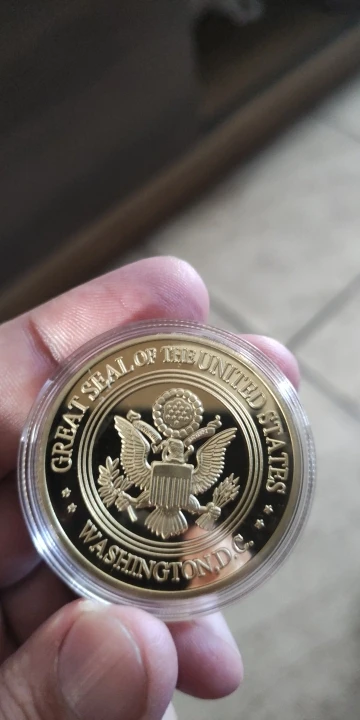 GREAT SEAL OF THE UNITED STATES
WASHINGTON, D.C.